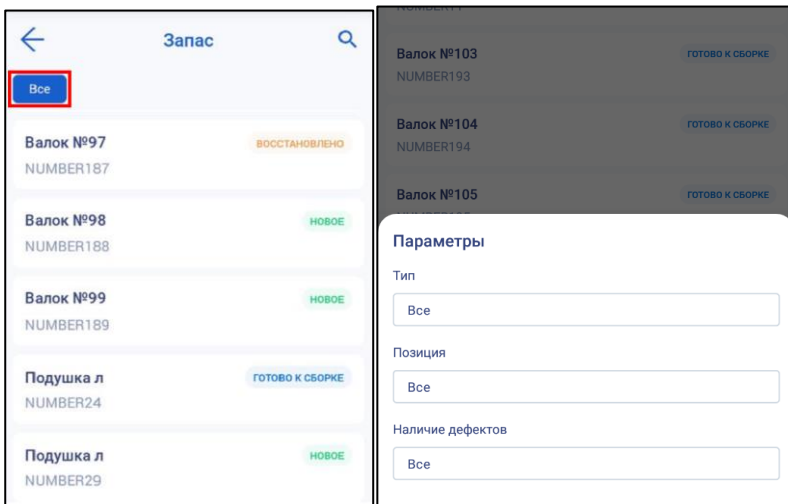 Запас
Все
Валок №97
ВОССТАНОВЛЕНО
NUMBER187
Валок №98
НОВОЕ
NUMBER188
Валок №99
НОВОЕ
NUMBER189
Подушка л
ГОТОВО К СБОРКЕ
NUMBER24
Подушка л
НОВОЕ
NUMBER29
Валок №103
ГОТОВО К СБОРКЕ
NUMBER193
Валок №104
ГОТОВО К СБОРКЕ
NUMBER194
Валок №105
ГОТОВО К СБОРКЕ
Параметры
Тип
Все
Позиция
Все
Наличие дефектов
Все